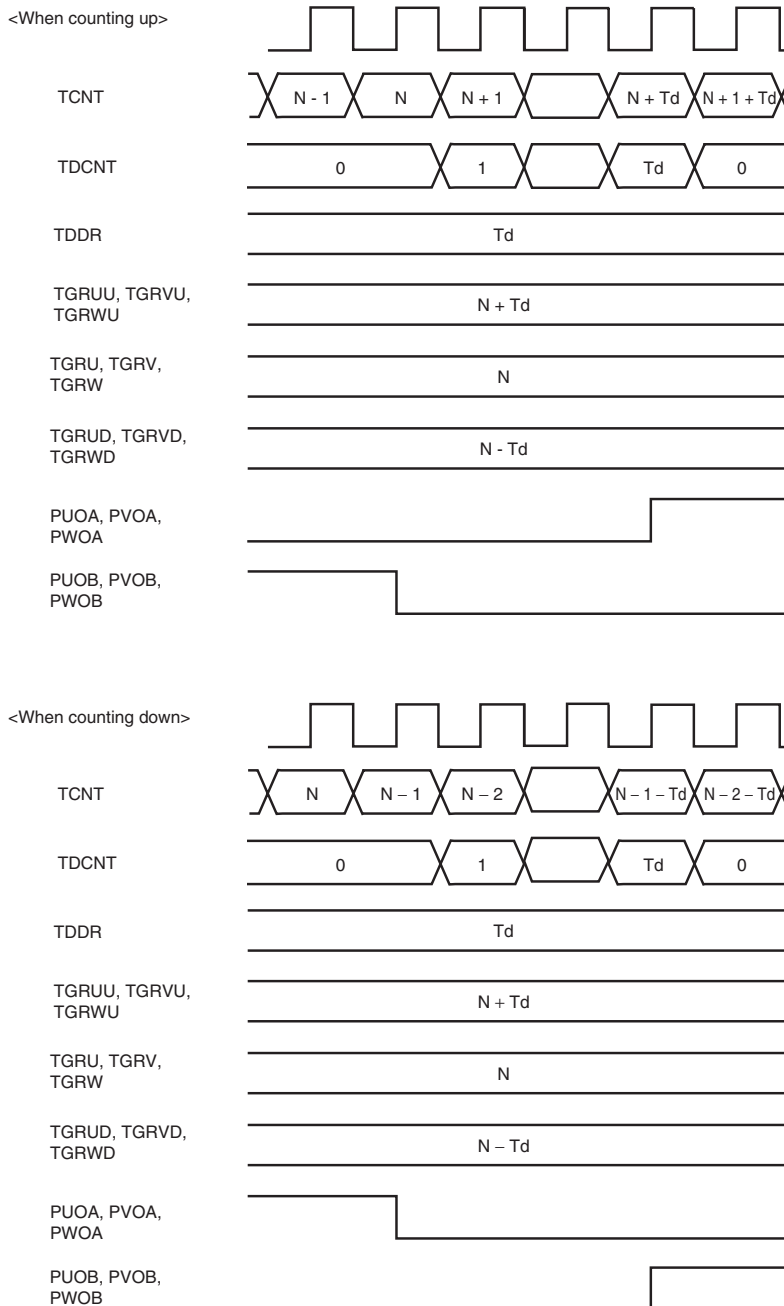 <When counting up>
TCNT
N - 1
N
N + 1
N + Td
N + 1 + Td
TDCNT
0
1
Td
0
TDDR
Td
TGRUU, TGRVU,
TGRWU
N + Td
TGRU, TGRV,
TGRW
N
TGRUD, TGRVD,
TGRWD
N - Td
PUOA, PVOA,
PWOA
PUOB, PVOB,
PWOB
<When counting down>
TCNT
N
N – 1
N – 2
N – 1 – Td
N – 2 – Td
TDCNT
0
1
Td
0
TDDR
Td
TGRUU, TGRVU,
TGRWU
N + Td
TGRU, TGRV,
TGRW
N
TGRUD, TGRVD,
TGRWD
N – Td
PUOA, PVOA,
PWOA
PUOB, PVOB,
PWOB